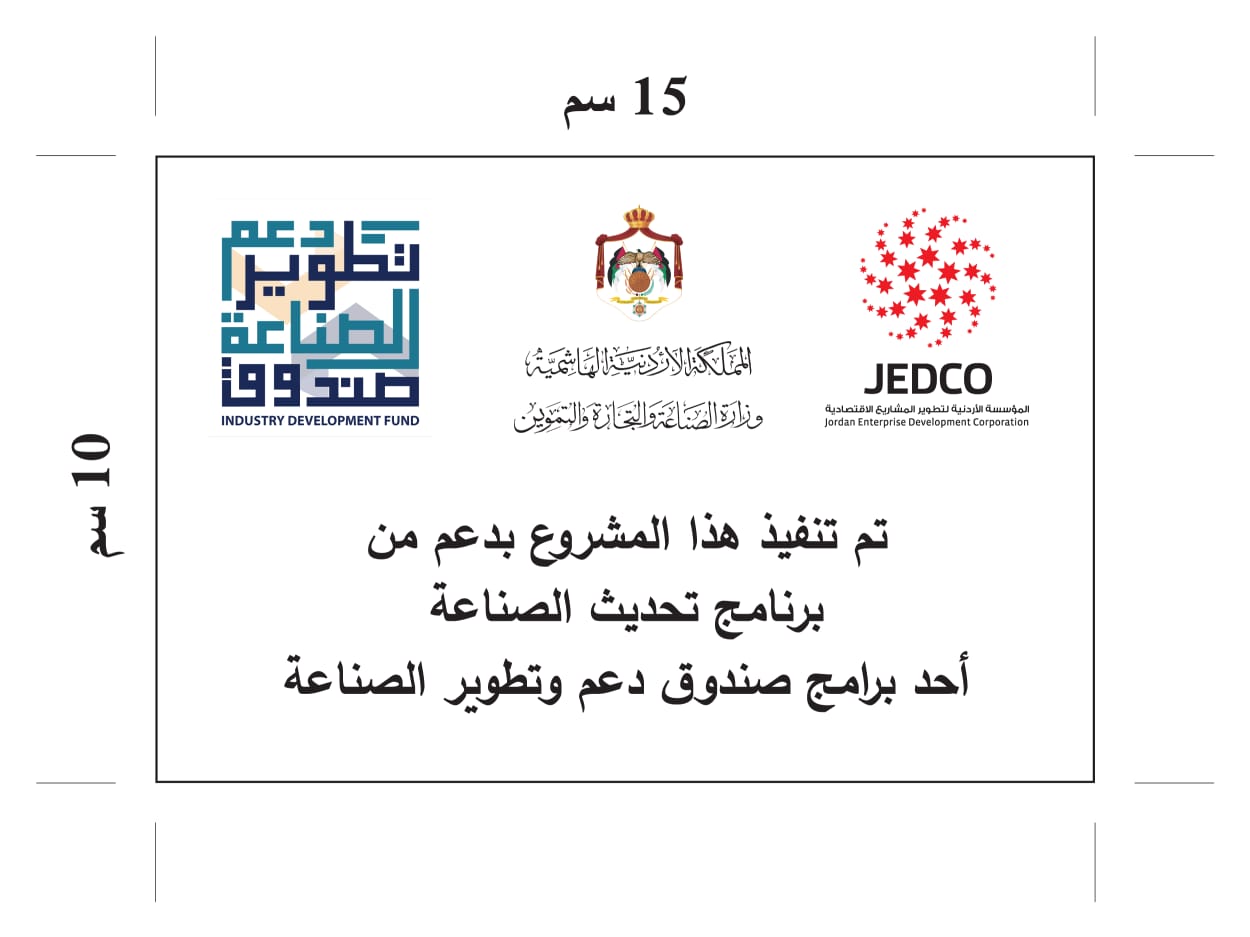 15 سم
10 سم
دعم
تطوير
الصناعة
صندوق
INDUSTRY DEVELOPMENT FUND
المملكة الأردنية الهاشمية
وزارة الصناعة والتجارة والتموين
JEDCO
المؤسسة الأردنية لتطوير المشاريع الاقتصادية
Jordan Enterprise Development Corporation
تم تنفيذ هذا المشروع بدعم من
برنامج تحديث الصناعة
أحد برامج صندوق دعم وتطوير الصناعة